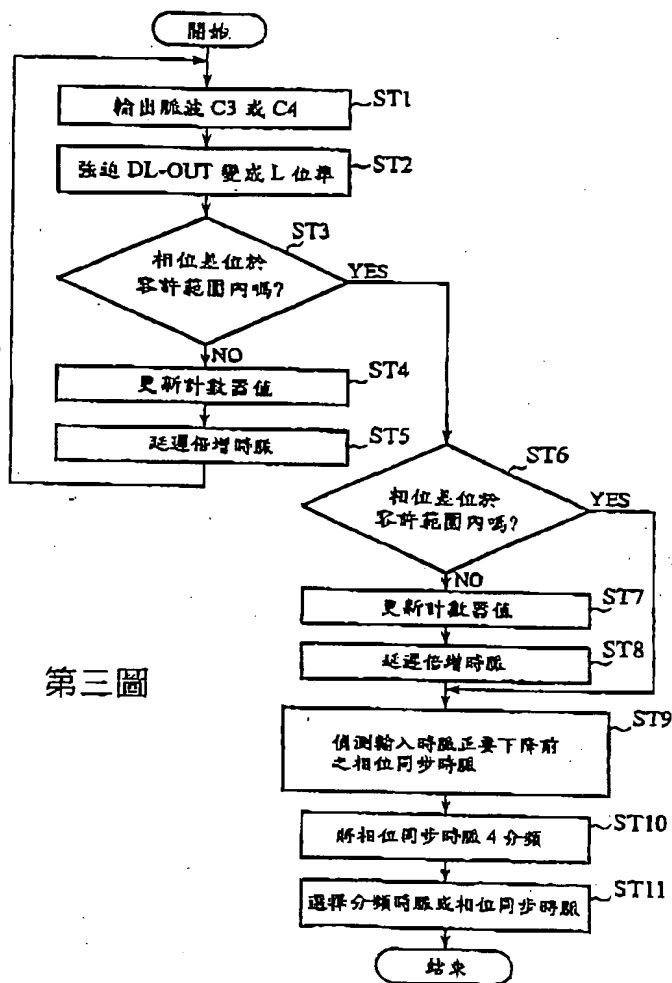 開始
輸出脈波 C3 或 C4
ST1
強迫 DL-OUT 變成 L 位準
ST2
ST3
相位差位於
容許範圍內嗎?
YES
NO
更新計數器值
ST4
延遲倍增時脈
ST5
ST6
相位差位於
容許範圍內嗎?
YES
NO
更新計數器值
ST7
延遲倍增時脈
ST8
ST9
偵測輸入時脈正要下降前
之相位同步時脈
將相位同步時脈 4 分頻
ST10
選擇分頻時脈或相位同步時脈
ST11
結束
第三圖